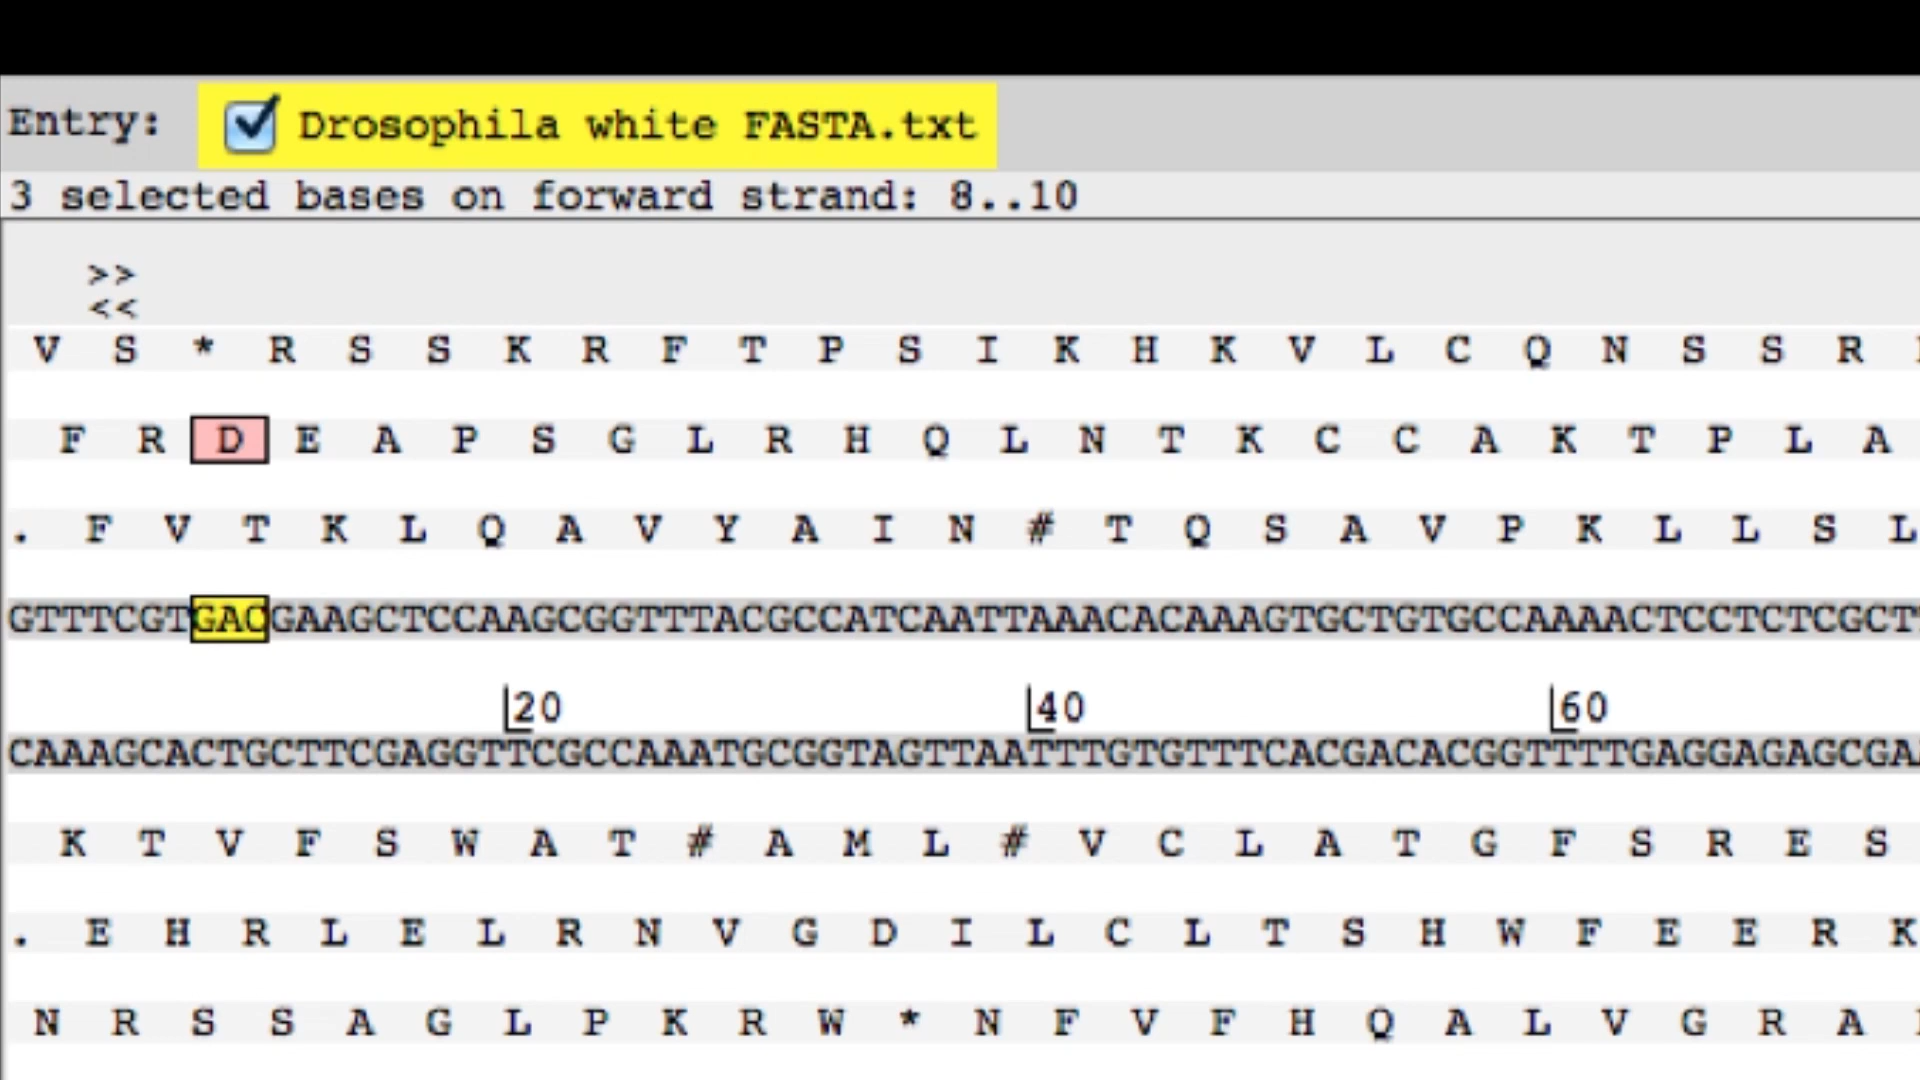 Entry: Drosophila white FASTA.txt
3 selected bases on forward strand: 8..10
>>
<<
V S * R S S K R F T P S I K H K V L C Q N S S R
F R D E A P S G L R H Q L N T K C C A K T P L A
. F V T K L Q A V Y A I N # T Q S A V P K L L S L
GTTTCGTGACGAAGCTCCAAGCGGTTTACGCCATCAATTAAACACAAAGTGCTGTGCCAAAACTCCTCTCGCT
20 40 60
CAAAGCACTGCTTCGAGGTTCGCCAAATGCGGTAGTTAATTTGTGTTTCACGACACGGTTTTGAGGAGAGCGA
K T V F S W A T # A M L # V C L A T G F S R E S
. E H R L E L R N V G D I L C L T S H W F E E R K
N R S S A G L P K R W * N F V F H Q A L V G R A